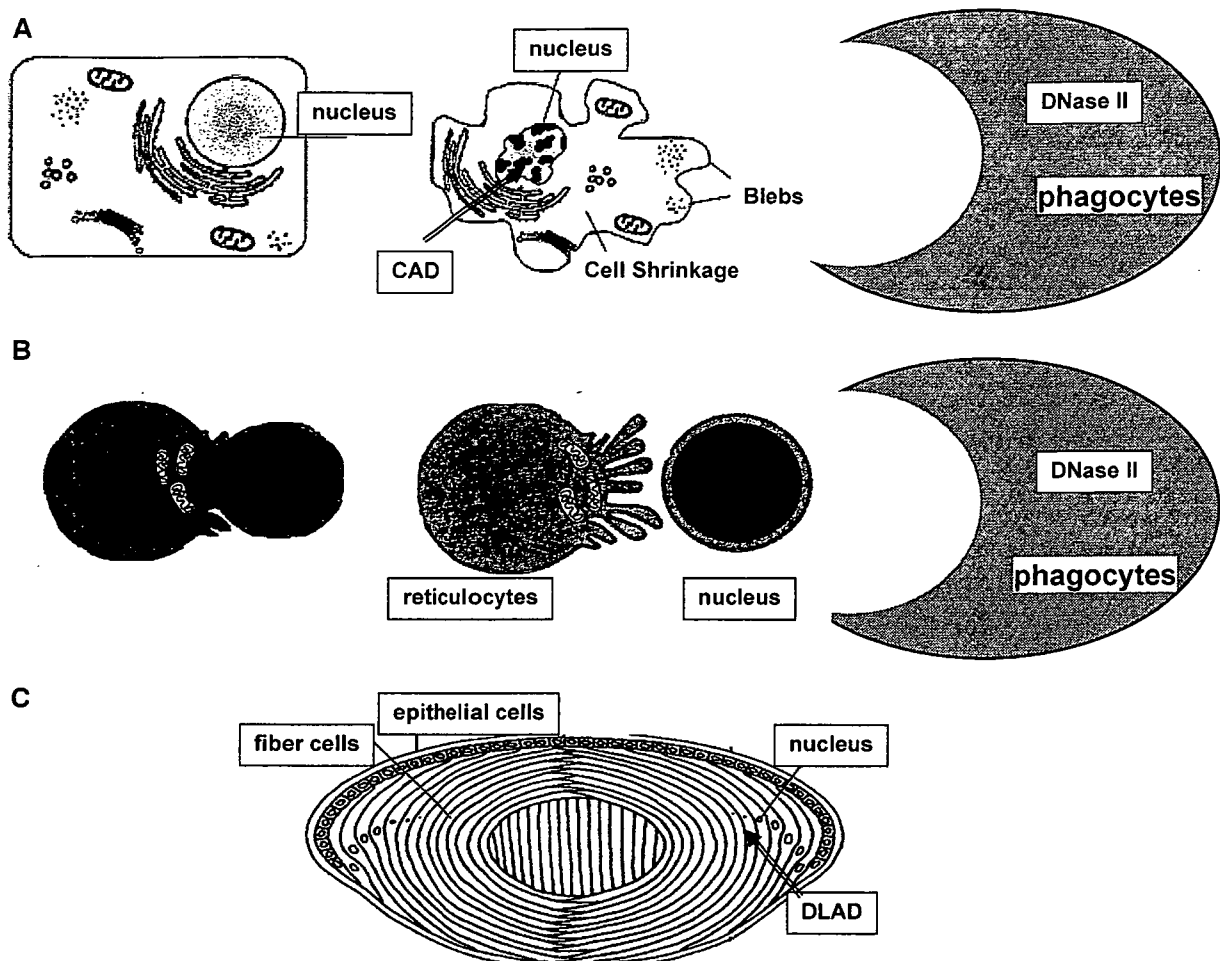 A
nucleus
nucleus
DNase II
phagocytes
Blebs
CAD
Cell Shrinkage
B
DNase II
phagocytes
reticulocytes
nucleus
C
epithelial cells
fiber cells
nucleus
DLAD